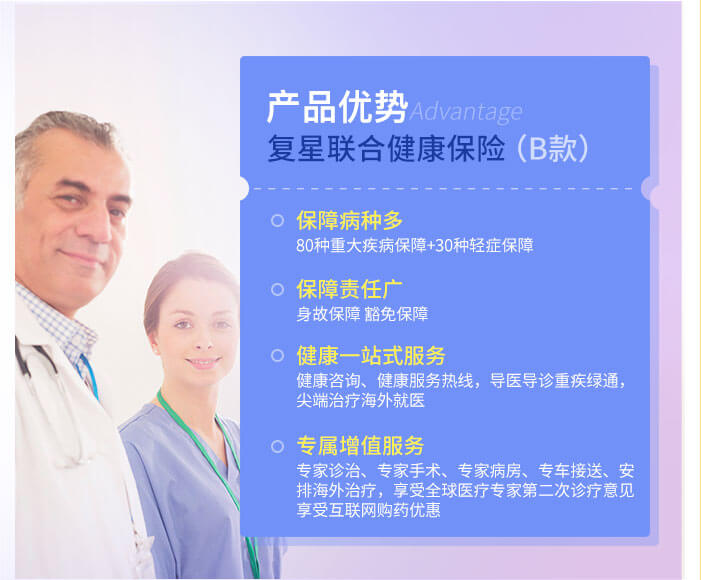 产品优势Advantage
复星联合健康保险（B款）
保障病种多
80种重大疾病保障+30种轻症保障
保障责任广
身故保障 豁免保障
健康一站式服务
健康咨询、健康服务热线，导医导诊重疾绿通，
尖端治疗海外就医
专属增值服务
专家诊治、专家手术、专家病房、专车接送、安
排海外治疗，享受全球医疗专家第二次诊疗意见
享受互联网购药优惠